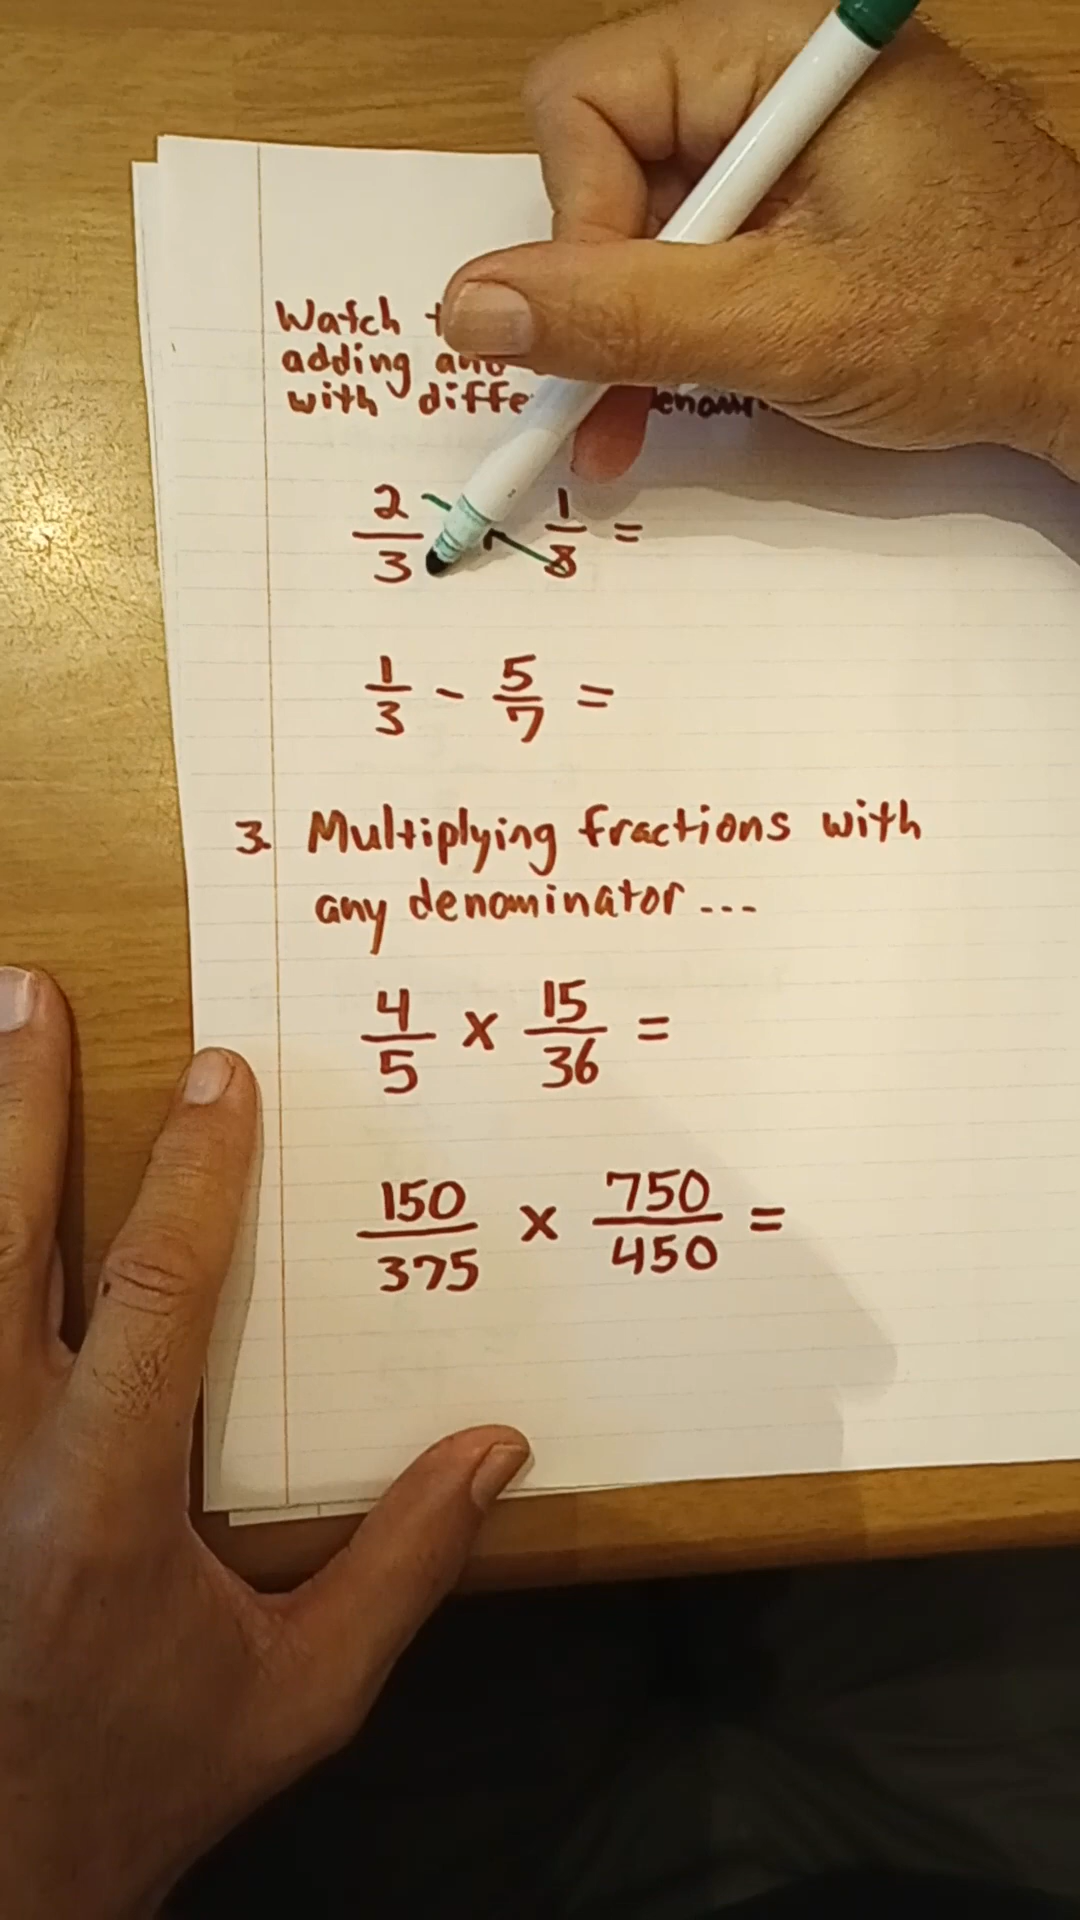 Watch
adding and
with
2/3 1/8 =
1/3 - 5/7 =
3. Multiplying fractions with
any denominator ...
4/5 x 15/36 =
150/375 x 750/450 =